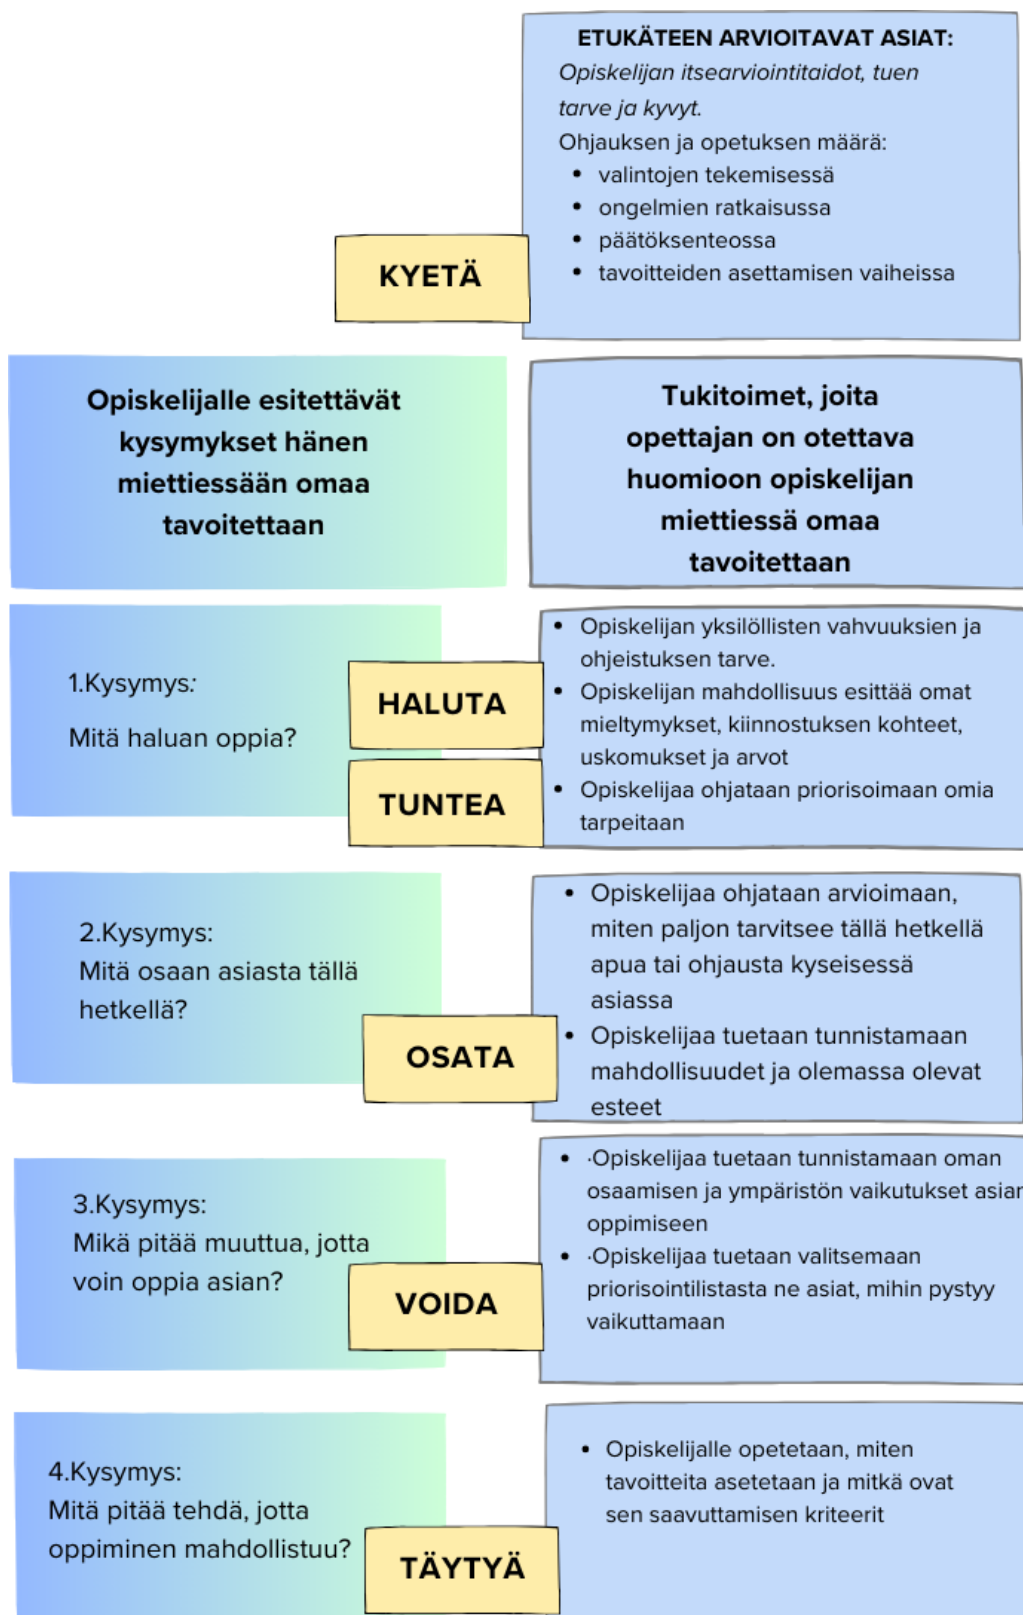 ETUKÄTEEN ARVIOITAVAT ASIAT:
Opiskelijan itsearviointitaidot, tuen
tarve ja kyvyt.
Ohjauksen ja opetuksen määrä:
• valintojen tekemisessä
• ongelmien ratkaisussa
• päätöksenteossa
• tavoitteiden asettamisen vaiheissa
KYETÄ
Opiskelijalle esitettävät
kysymykset hänen
miettiessään omaa
tavoitettaan
Tukitoimet, joita
opettajan on otettava
huomioon opiskelijan
miettiessä omaa
tavoitettaan
1.Kysymys:
Mitä haluan oppia?
HALUTA
TUNTEA
• Opiskelijan yksilöllisten vahvuuksien ja
ohjeistuksen tarve.
• Opiskelijan mahdollisuus esittää omat
mieltymykset, kiinnostuksen kohteet,
uskomukset ja arvot
• Opiskelijaa ohjataan priorisoimaan omia
tarpeitaan
2.Kysymys:
Mitä osaan asiasta tällä
hetkellä?
OSATA
• Opiskelijaa ohjataan arvioimaan,
miten paljon tarvitsee tällä hetkellä
apua tai ohjausta kyseisessä
asiassa
• Opiskelijaa tuetaan tunnistamaan
mahdollisuudet ja olemassa olevat
esteet
3.Kysymys:
Mikä pitää muuttua, jotta
voin oppia asian?
VOIDA
• ·Opiskelijaa tuetaan tunnistamaan oman
osaamisen ja ympäristön vaikutukset asian
oppimiseen
• ·Opiskelijaa tuetaan valitsemaan
priorisointilistasta ne asiat, mihin pystyy
vaikuttamaan
4.Kysymys:
Mitä pitää tehdä, jotta
oppiminen mahdollistuu?
TÄYTYÄ
• Opiskelijalle opetetaan, miten
tavoitteita asetetaan ja mitkä ovat
sen saavuttamisen kriteerit